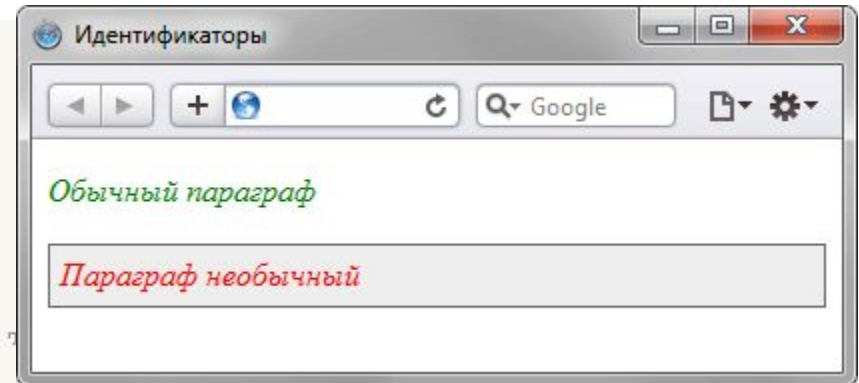 Идентификаторы
Google
Обычный параграф
Параграф необычный